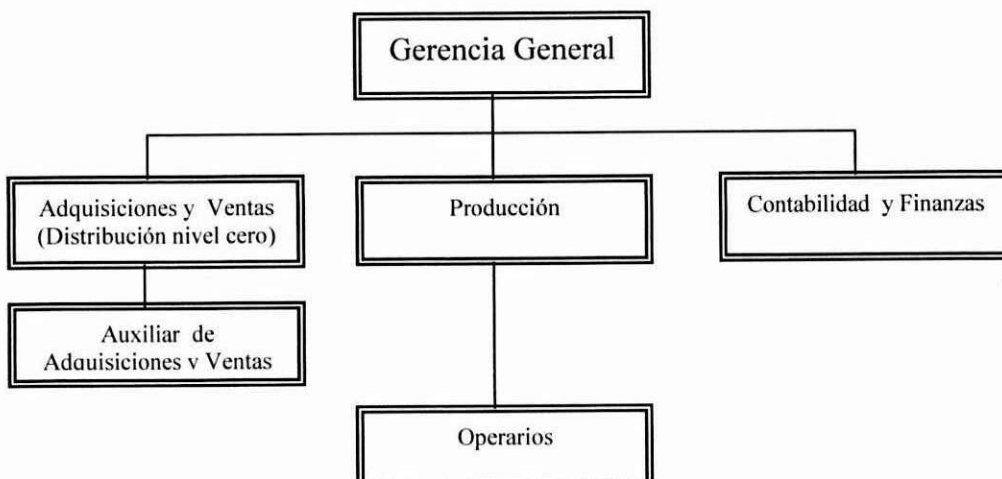 Gerencia General
Adquisiciones y Ventas
(Distribución nivel cero)
Producción
Contabilidad y Finanzas
Auxiliar de
Adquisiciones y Ventas
Operarios